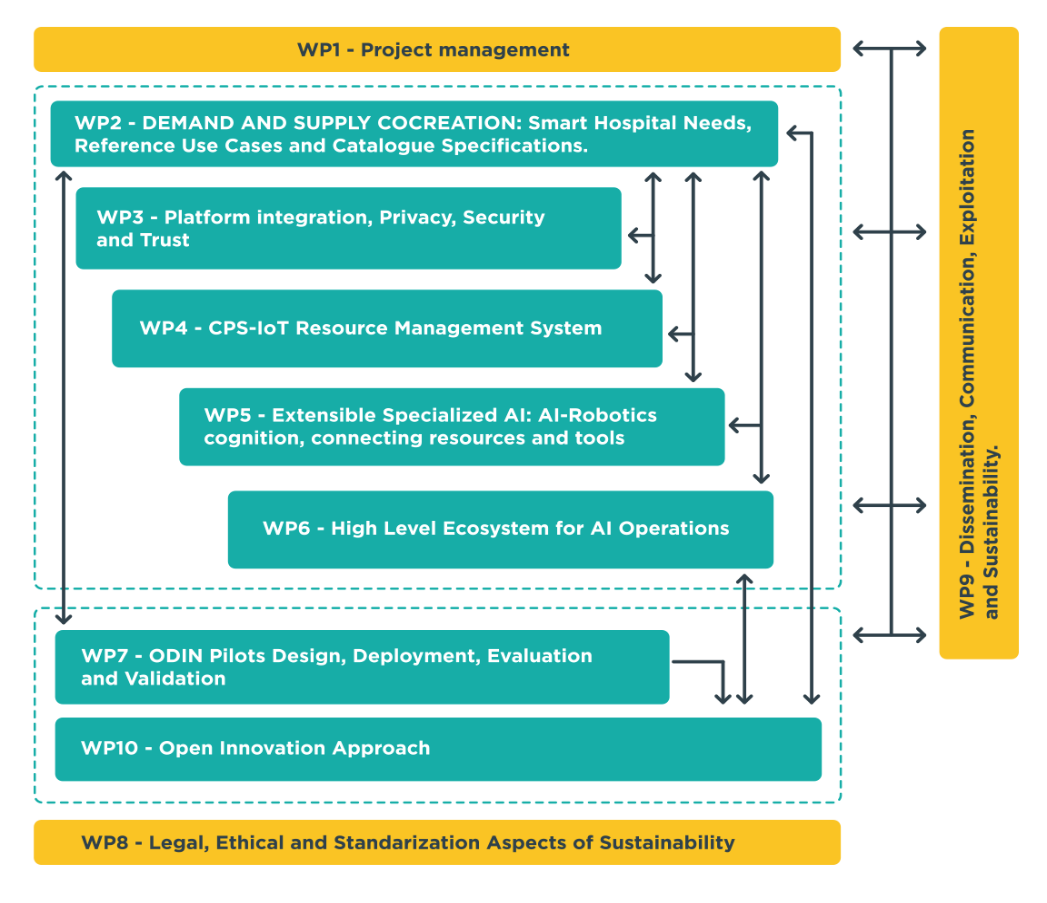 WP1 - Project management
WP2 - DEMAND AND SUPPLY COCREATION: Smart Hospital Needs,
Reference Use Cases and Catalogue Specifications.
WP3 - Platform integration, Privacy, Security
and Trust
WP4 - CPS-IoT Resource Management System
WP5 - Extensible Specialized AI: AI-Robotics
cognition, connecting resources and tools
WP6 - High Level Ecosystem for AI Operations
WP7 - ODIN Pilots Design, Deployment, Evaluation
and Validation
WP10 - Open Innovation Approach
WP8 - Legal, Ethical and Standarization Aspects of Sustainability
WP9 - Dissemination, Communication, Exploitation
and Sustainability.